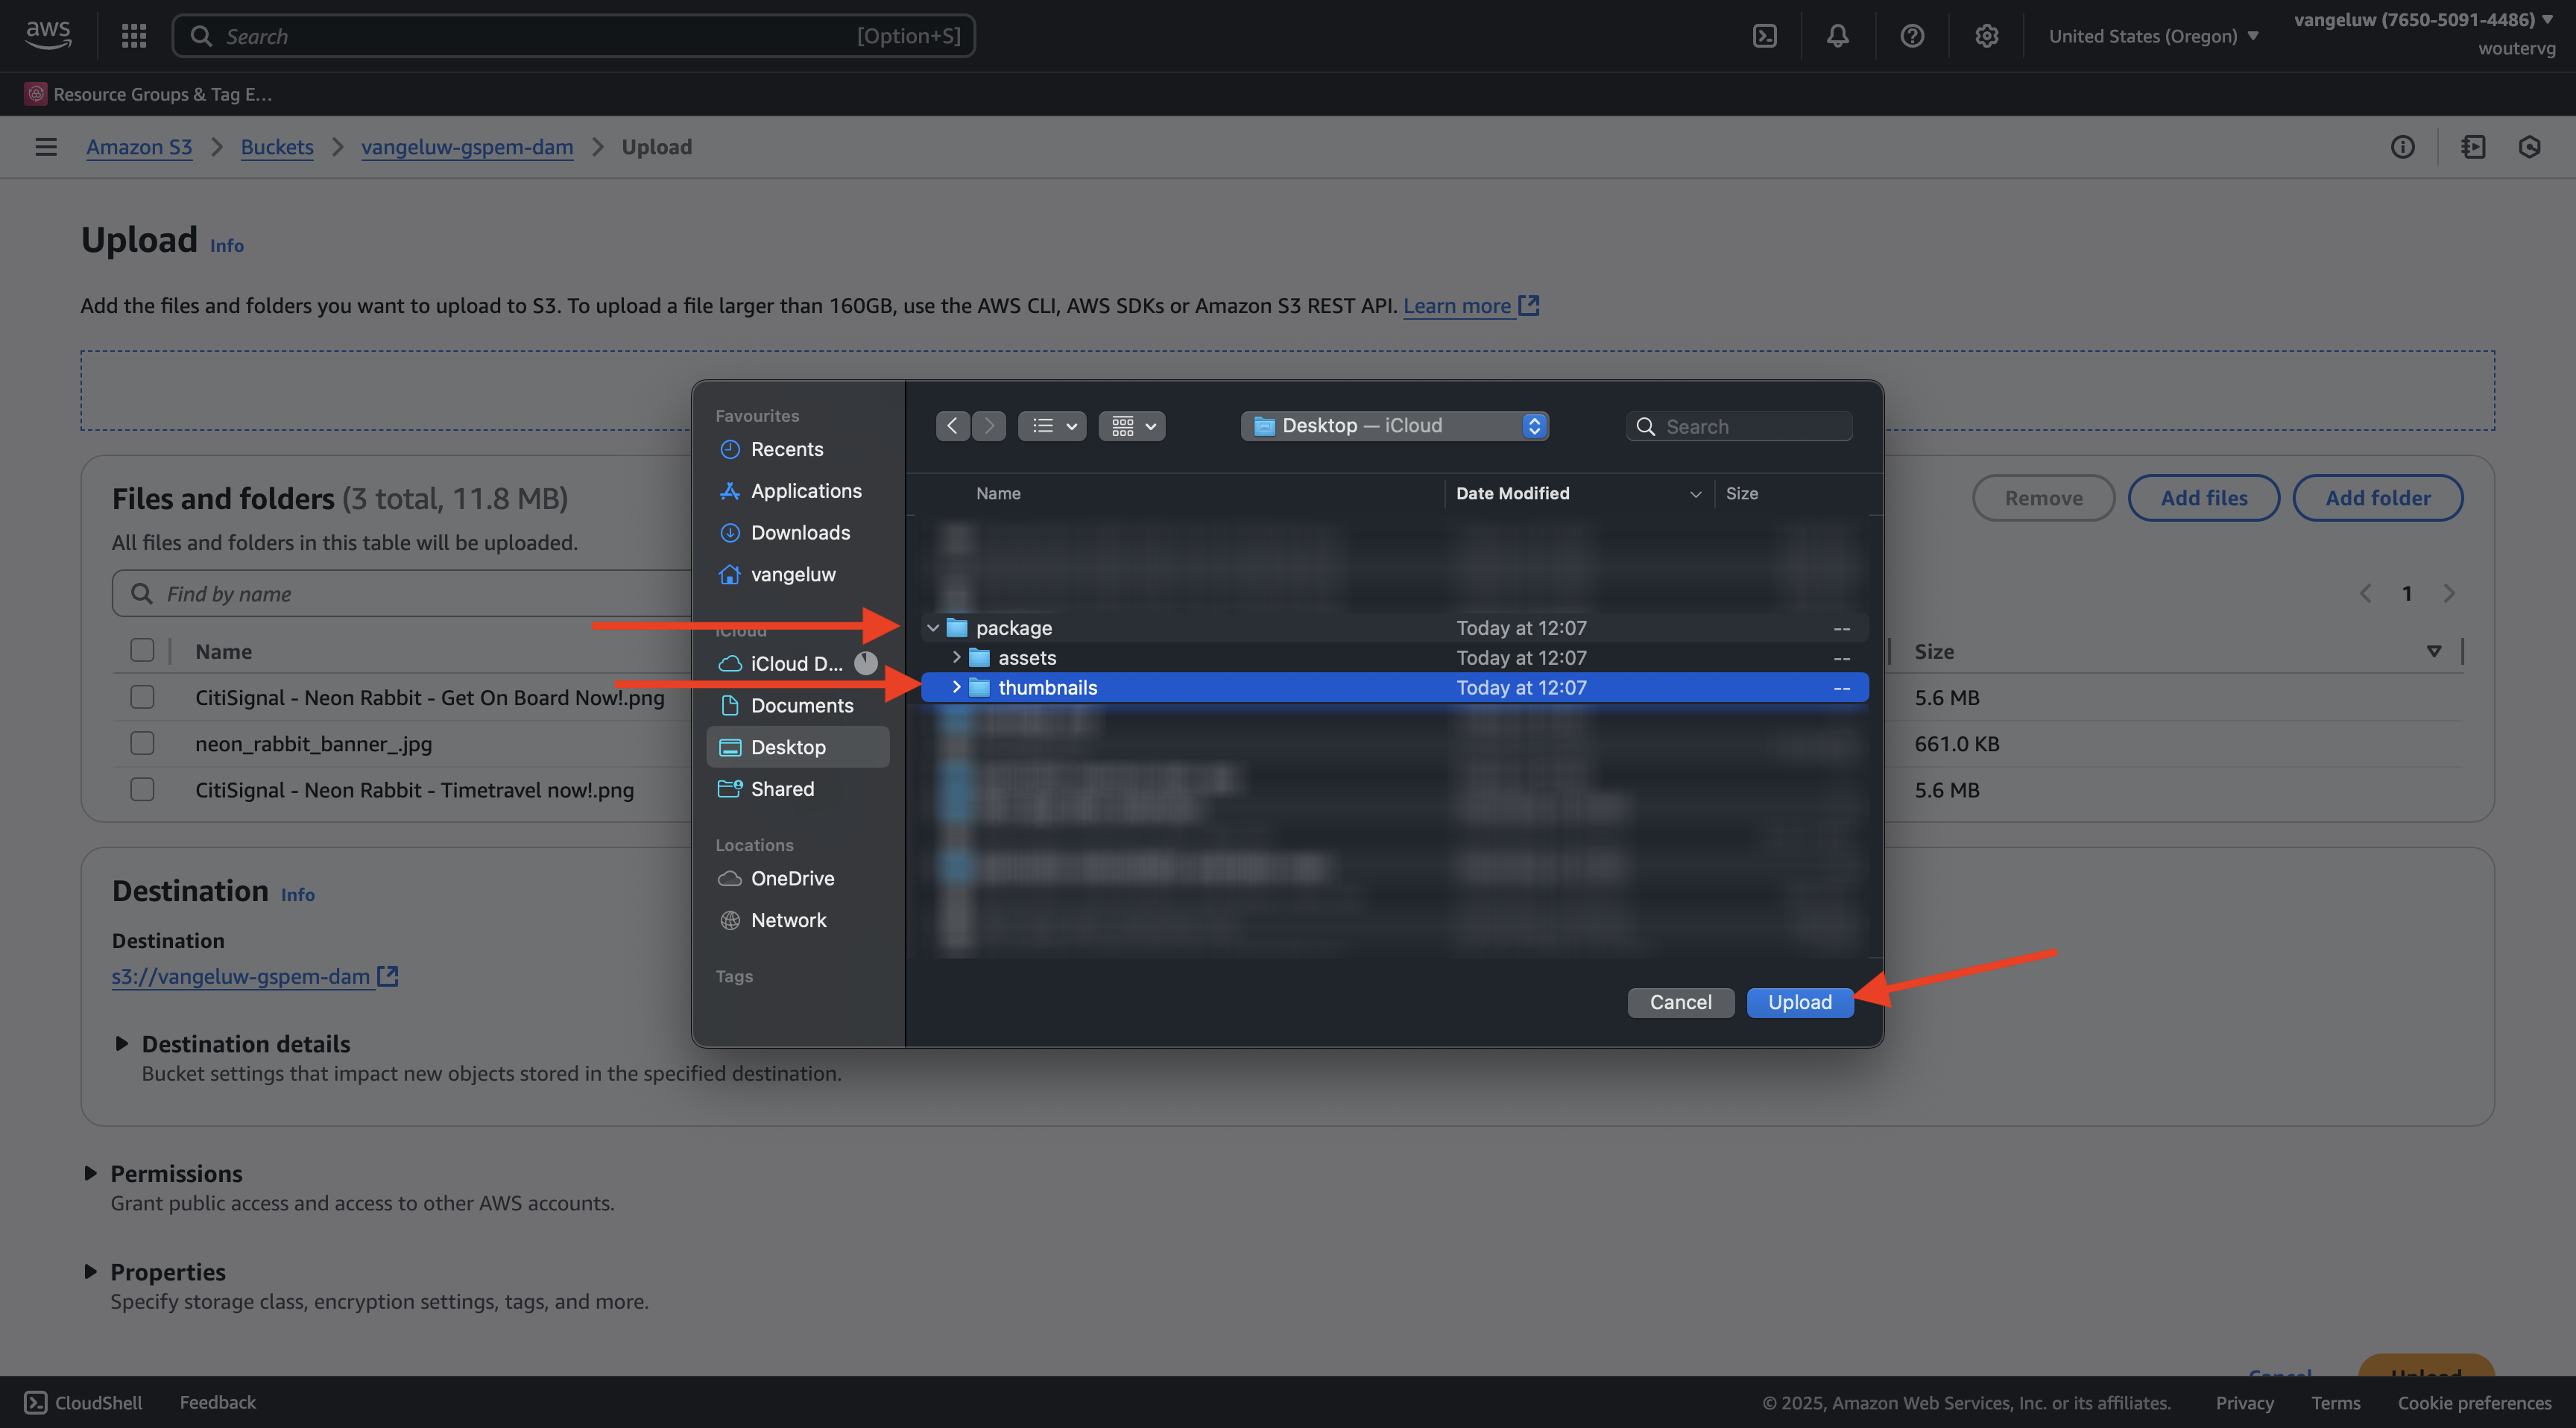 aws
Search
[Option+S]
United States (Oregon)
vangeluw (7650-5091-4486)
woutervg
Resource Groups & Tag E...
Amazon S3
Buckets
vangeluw-gspem-dam
Upload
Upload
Info
Add the files and folders you want to upload to S3. To upload a file larger than 160GB, use the AWS CLI, AWS SDKs or Amazon S3 REST API. Learn more
Files and folders (3 total, 11.8 MB)
All files and folders in this table will be uploaded.
Find by name
Remove
Add files
Add folder
1
Name
Size
CitiSignal - Neon Rabbit - Get On Board Now!.png
5.6 MB
neon_rabbit_banner_.jpg
661.0 KB
CitiSignal - Neon Rabbit - Timetravel now!.png
5.6 MB
Favourites
Recents
Applications
Downloads
vangeluw
iCloud
iCloud D...
Documents
Desktop
Shared
Locations
OneDrive
Network
Tags
Desktop — iCloud
Search
Name
Date Modified
Size
package
Today at 12:07
--
assets
Today at 12:07
--
thumbnails
Today at 12:07
--
Cancel
Upload
Destination
Info
Destination
s3://vangeluw-gspem-dam
Destination details
Bucket settings that impact new objects stored in the specified destination.
Permissions
Grant public access and access to other AWS accounts.
Properties
Specify storage class, encryption settings, tags, and more.
Cancel
Upload
CloudShell
Feedback
© 2025, Amazon Web Services, Inc. or its affiliates.
Privacy
Terms
Cookie preferences